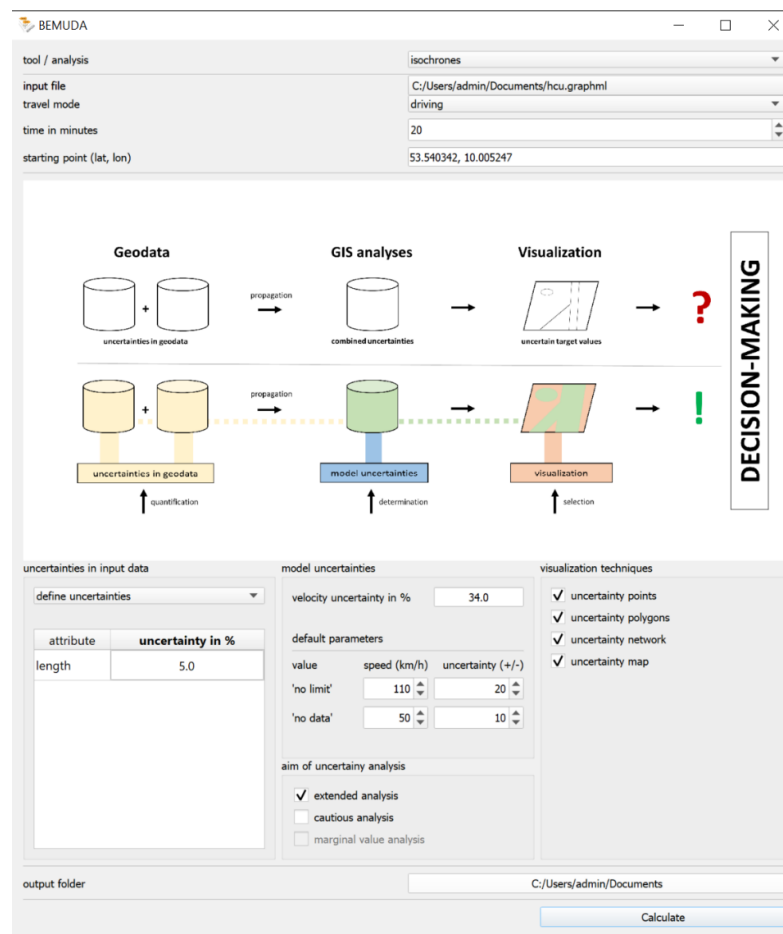 BEMUDA
tool / analysis isochrones
input file C:/Users/admin/Documents/hcu.graphml
travel mode driving
time in minutes 20
starting point (lat, lon) 53.540342, 10.005247
Geodata GIS analyses Visualization
propagation
+
uncertainties in geodata combined uncertainties uncertain target values
?
propagation
+
!
uncertainties in geodata model uncertainties visualization
quantification determination selection
DECISION-MAKING
uncertainties in input data model uncertainties visualization techniques
define uncertainties velocity uncertainty in % 34.0 uncertainty points
uncertainty polygons
attribute uncertainty in % default parameters uncertainty network
length 5.0 value speed (km/h) uncertainty (+/-) uncertainty map
'no limit' 110 20
'no data' 50 10
aim of uncertainy analysis
extended analysis
cautious analysis
marginal value analysis
output folder C:/Users/admin/Documents
Calculate